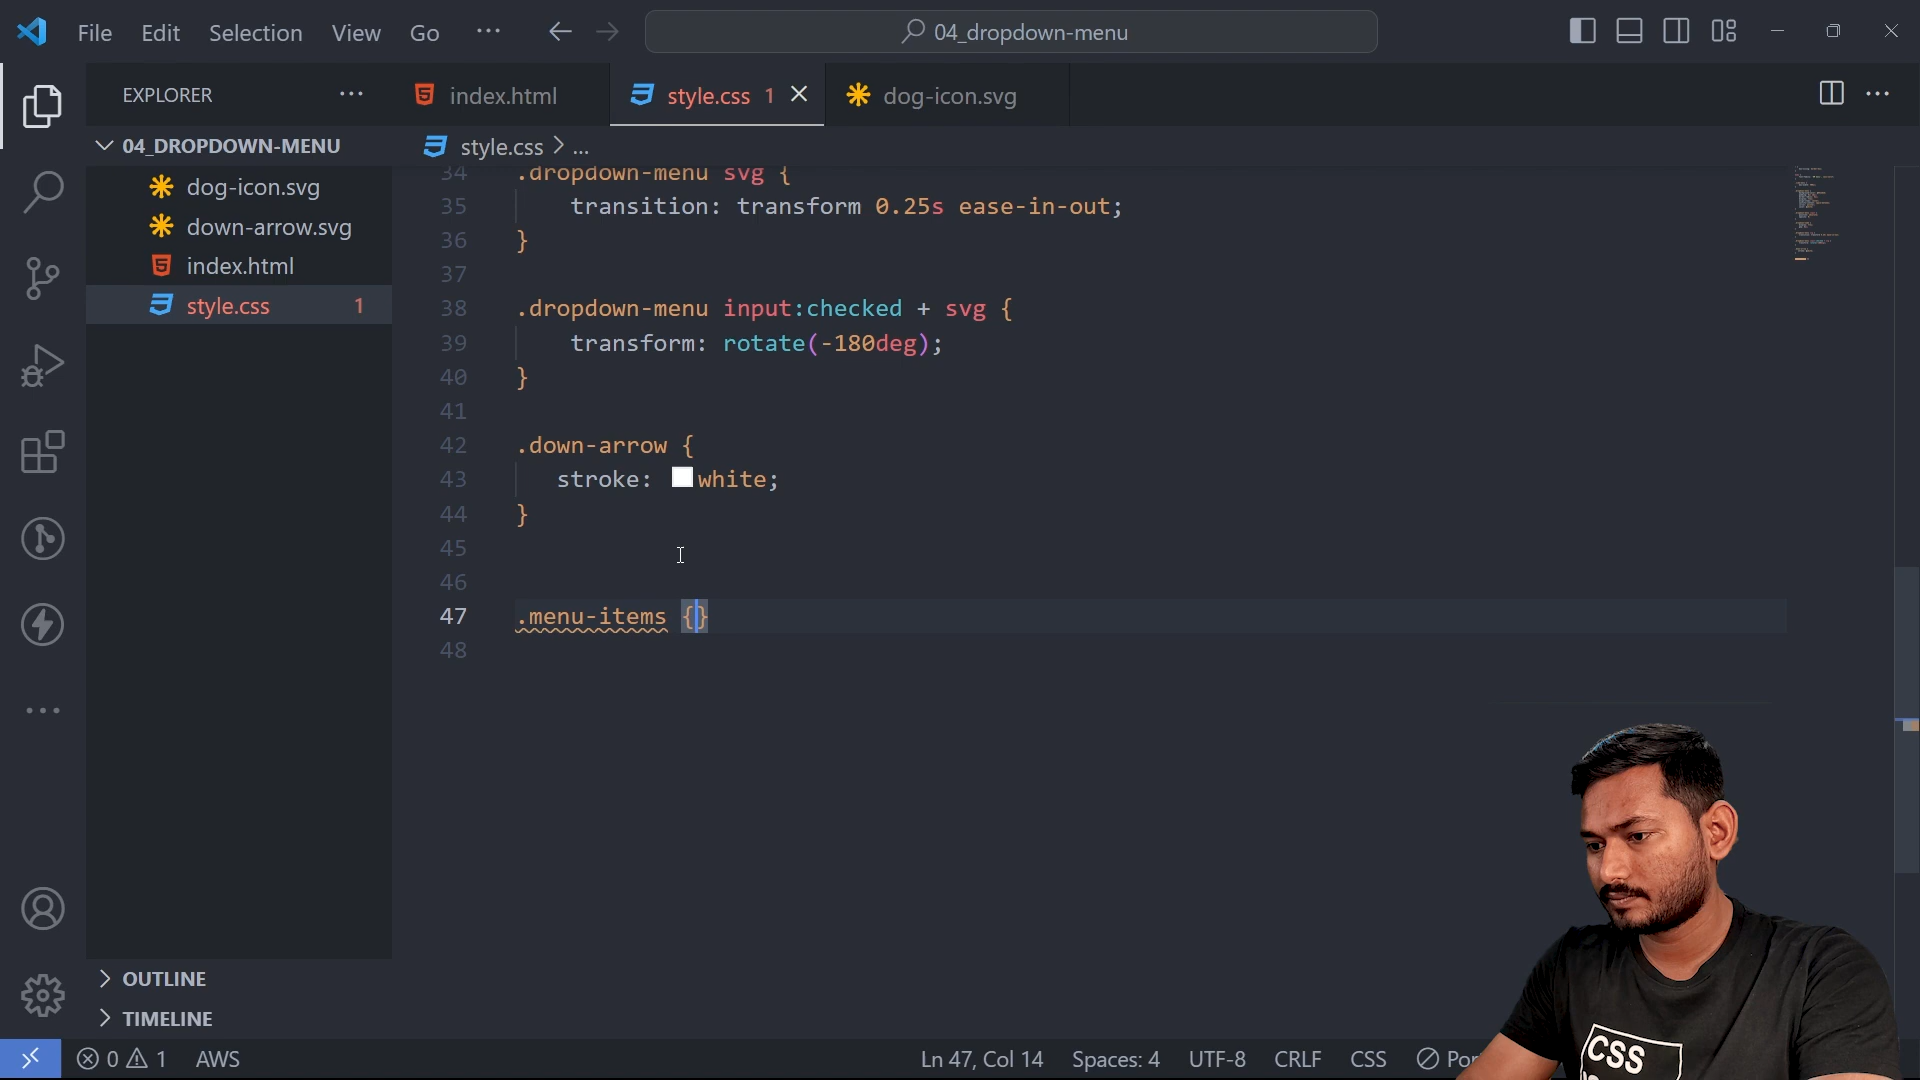 File Edit Selection View Go ··· 04_dropdown-menu
EXPLORER ··· index.html style.css 1 dog-icon.svg ···
04_DROPDOWN-MENU
style.css > ...
dog-icon.svg
down-arrow.svg
index.html
style.css 1
34 .dropdown-menu svg {
35 transition: transform 0.25s ease-in-out;
36 }
37
38 .dropdown-menu input:checked + svg {
39 transform: rotate(-180deg);
40 }
41
42 .down-arrow {
43 stroke: white;
44 }
45
46
47 .menu-items {}
48
OUTLINE
TIMELINE
0 1 AWS Ln 47, Col 14 Spaces: 4 UTF-8 CRLF CSS
CSS